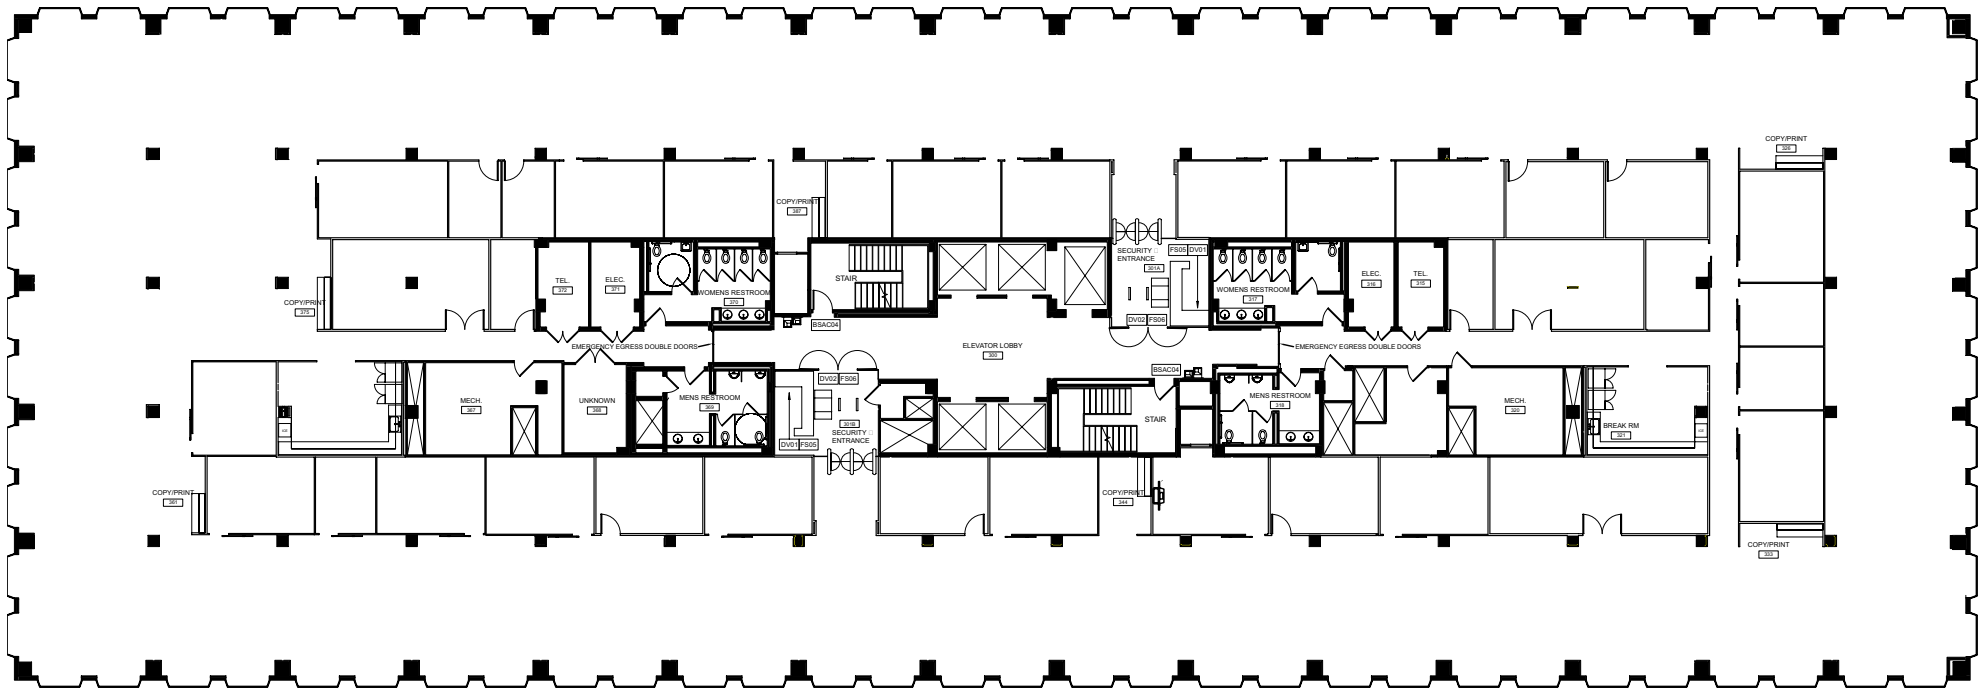 COPY/PRINT
328
COPY/PRINT
387
SECURITY
ENTRANCE
301A
FS05 DV01
TEL.
372
ELEC.
371
WOMENS RESTROOM
370
STAIR
BSAC04
DV02 FS06
WOMENS RESTROOM
317
ELEC.
316
TEL.
315
COPY/PRINT
375
EMERGENCY EGRESS DOUBLE DOORS
ELEVATOR LOBBY
300
EMERGENCY EGRESS DOUBLE DOORS
MECH.
367
UNKNOWN
368
MENS RESTROOM
369
DV02 FS06
301B
SECURITY
ENTRANCE
DV01 FS05
BSAC04
STAIR
MENS RESTROOM
318
MECH.
320
BREAK RM
321
COPY/PRINT
361
COPY/PRINT
344
COPY/PRINT
333